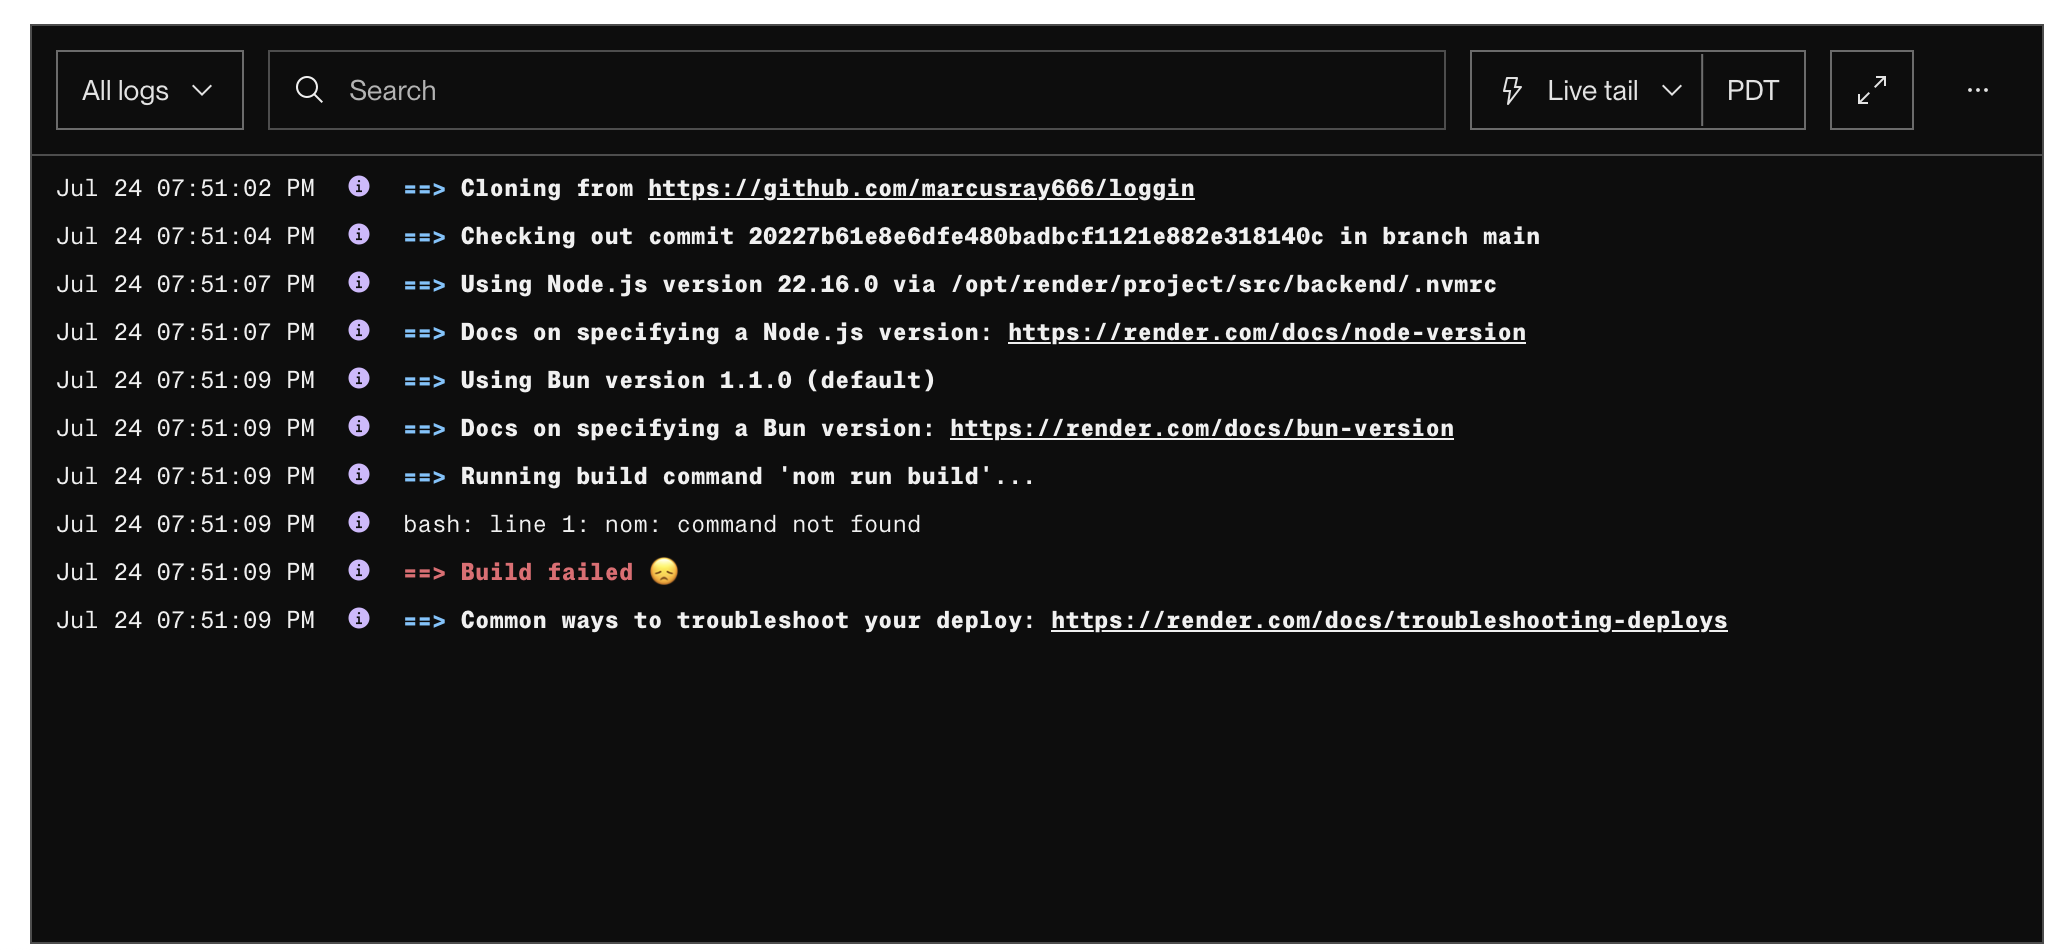 All logs Search Live tail PDT ...
Jul 24 07:51:02 PM i ==> Cloning from https://github.com/marcusray666/loggin
Jul 24 07:51:04 PM i ==> Checking out commit 20227b61e8e6dfe480badbcf1121e882e318140c in branch main
Jul 24 07:51:07 PM i ==> Using Node.js version 22.16.0 via /opt/render/project/src/backend/.nvmrc
Jul 24 07:51:07 PM i ==> Docs on specifying a Node.js version: https://render.com/docs/node-version
Jul 24 07:51:09 PM i ==> Using Bun version 1.1.0 (default)
Jul 24 07:51:09 PM i ==> Docs on specifying a Bun version: https://render.com/docs/bun-version
Jul 24 07:51:09 PM i ==> Running build command 'nom run build'...
Jul 24 07:51:09 PM i bash: line 1: nom: command not found
Jul 24 07:51:09 PM i ==> Build failed 😞
Jul 24 07:51:09 PM i ==> Common ways to troubleshoot your deploy: https://render.com/docs/troubleshooting-deploys